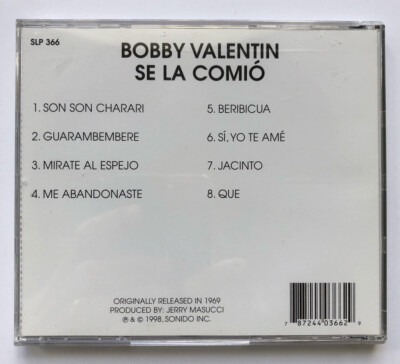 SLP 366
BOBBY VALENTIN
SE LA COMIÓ
1. SON SON CHARARI
2. GUARAMBEMBERE
3. MIRATE AL ESPEJO
4. ME ABANDONASTE
5. BERIBICUA
6. SÍ, YO TE AMÉ
7. JACINTO
8. QUE
ORIGINALLY RELEASED IN 1969
PRODUCED BY: JERRY MASUCCI
℗ & © 1998, SONIDO INC.
7 87244 03662 9